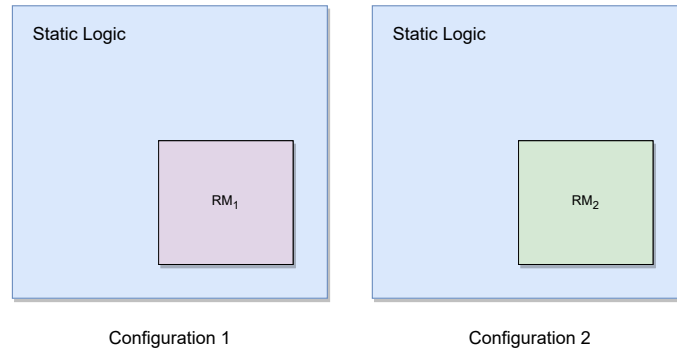 Static Logic
RM₁
Configuration 1
Static Logic
RM₂
Configuration 2